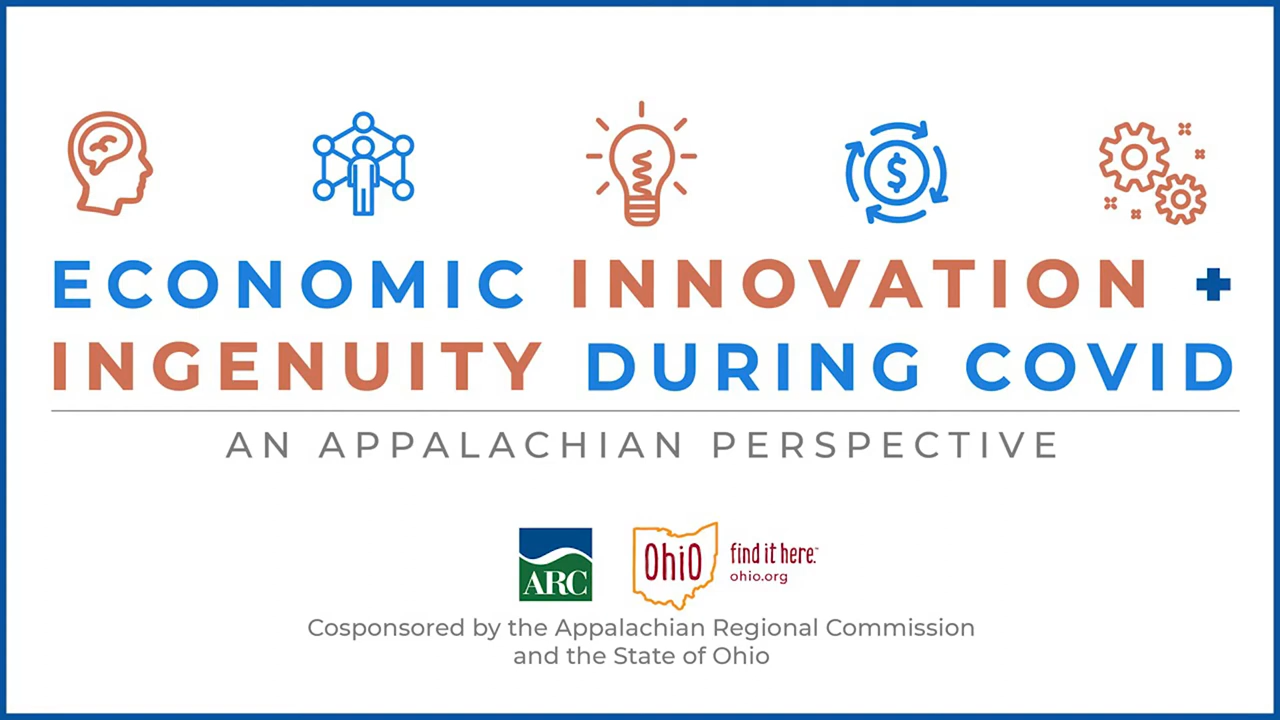 $
ECONOMIC INNOVATION +
INGENUITY DURING COVID
AN APPALACHIAN PERSPECTIVE
ARC
OhiO
find it here.™
ohio.org
Cosponsored by the Appalachian Regional Commission
and the State of Ohio